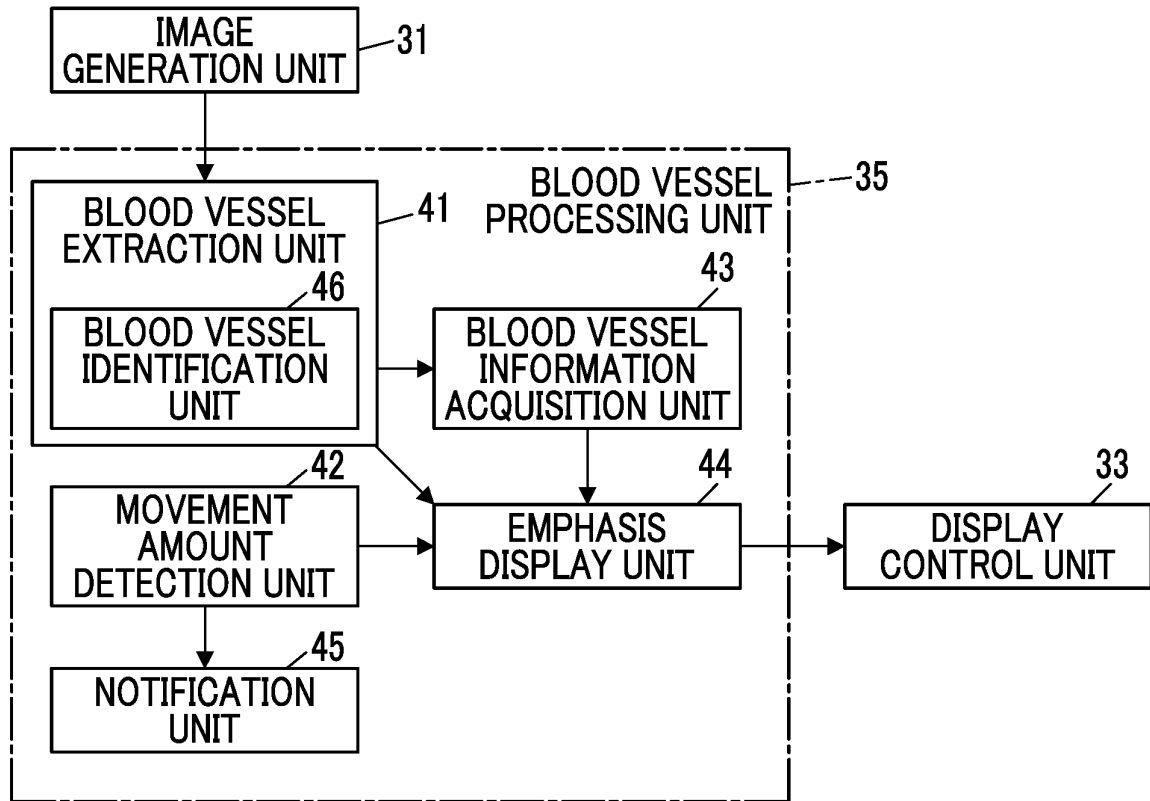 IMAGE
GENERATION UNIT
31
BLOOD VESSEL
PROCESSING UNIT
35
BLOOD VESSEL
EXTRACTION UNIT
41
46
BLOOD VESSEL
IDENTIFICATION
UNIT
43
BLOOD VESSEL
INFORMATION
ACQUISITION UNIT
42
MOVEMENT
AMOUNT
DETECTION UNIT
44
EMPHASIS
DISPLAY UNIT
33
DISPLAY
CONTROL UNIT
45
NOTIFICATION
UNIT